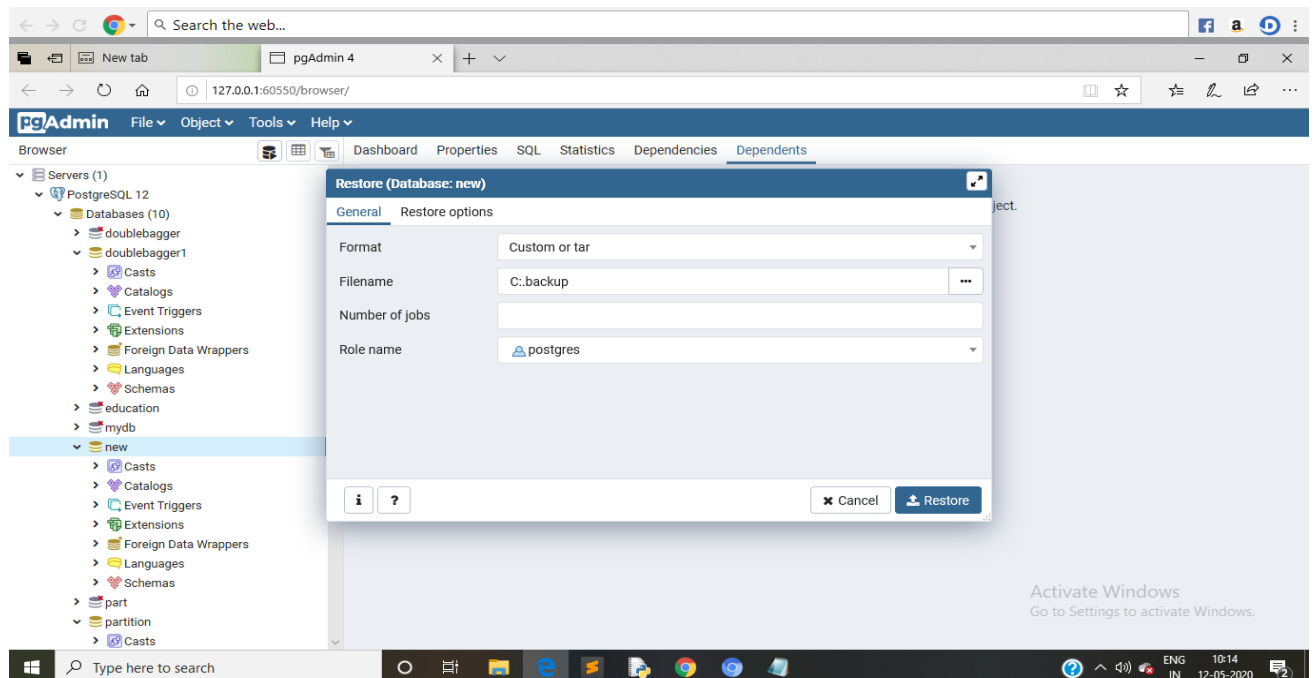 Search the web...
New tab
pgAdmin 4
127.0.0.1:60550/browser/
pgAdmin File Object Tools Help
Browser
Dashboard Properties SQL Statistics Dependencies Dependents
Servers (1)
PostgreSQL 12
Databases (10)
doublebagger
doublebagger1
Casts
Catalogs
Event Triggers
Extensions
Foreign Data Wrappers
Languages
Schemas
education
mydb
new
Casts
Catalogs
Event Triggers
Extensions
Foreign Data Wrappers
Languages
Schemas
part
partition
Casts
ject.
Restore (Database: new)
General Restore options
Format Custom or tar
Filename C:.backup
Number of jobs
Role name postgres
i ? Cancel Restore
Activate Windows
Go to Settings to activate Windows.
Type here to search
ENG
IN
10:14
12-05-2020